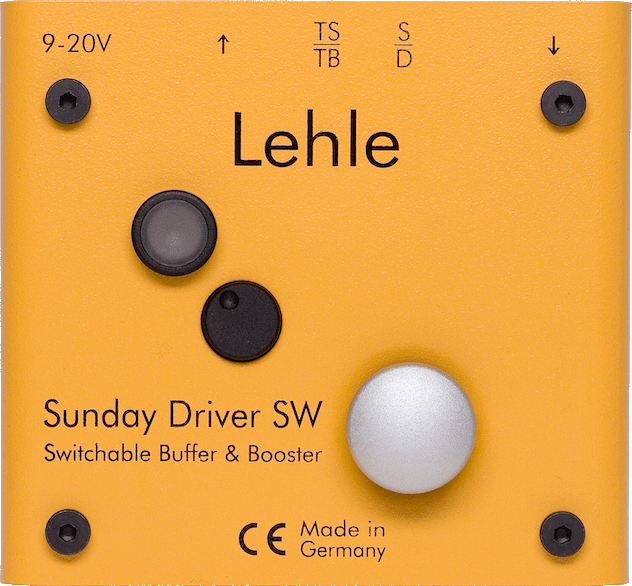 9-20V ↑ TS S ↓
TB D
Lehle
Sunday Driver SW
Switchable Buffer & Booster
CE Made in
Germany